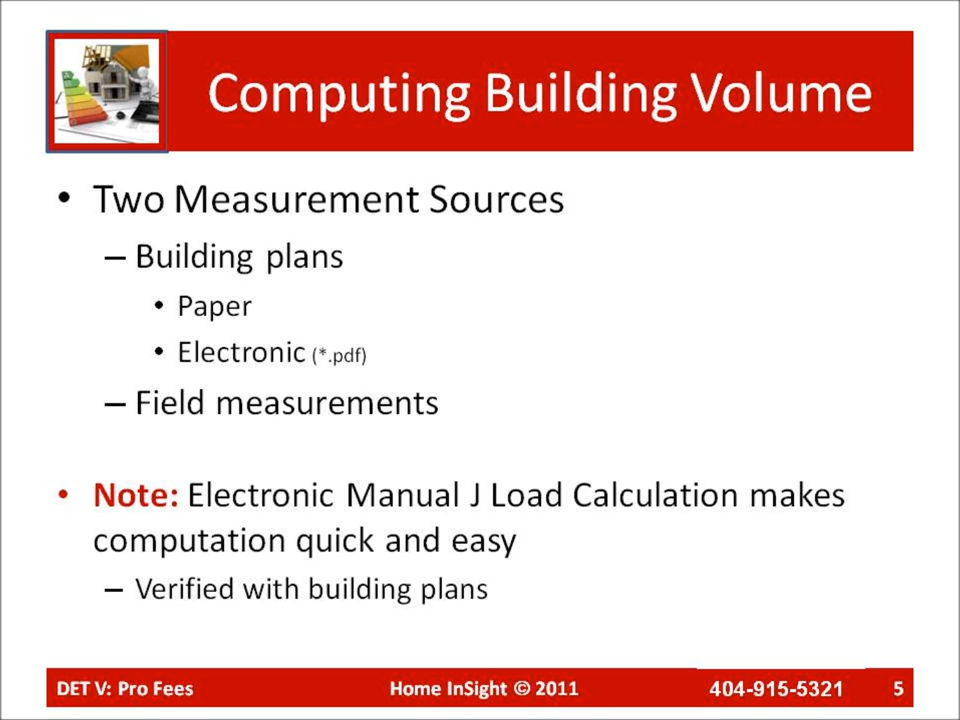 Computing Building Volume
• Two Measurement Sources
– Building plans
• Paper
• Electronic (*.pdf)
– Field measurements
• Note: Electronic Manual J Load Calculation makes
computation quick and easy
– Verified with building plans
DET V: Pro Fees Home InSight © 2011 404-915-5321 5